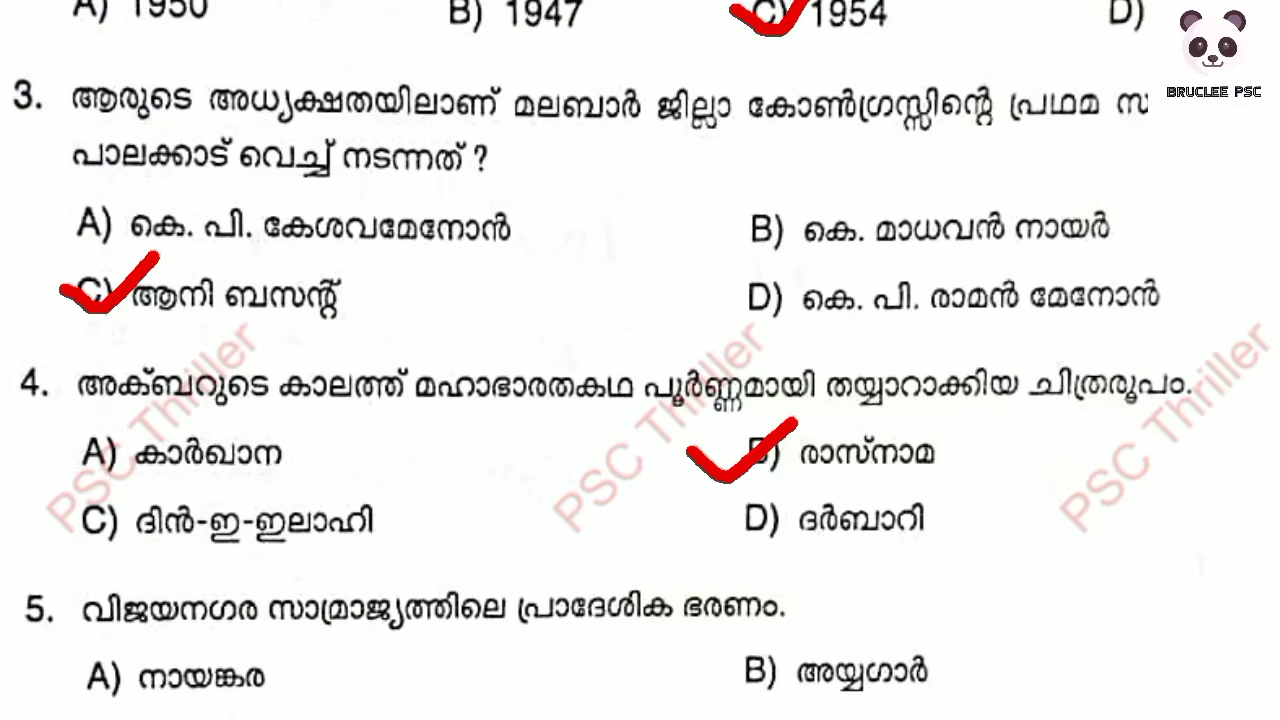 A) 1950 B) 1947 C) 1954 D)
BRUCLEE PSC
3. ആരുടെ അധ്യക്ഷതയിലാണ് മലബാർ ജില്ലാ കോൺഗ്രസ്സിന്റെ പ്രഥമ സ
പാലക്കാട് വെച്ച് നടന്നത് ?
A) കെ. പി. കേശവമേനോൻ B) കെ. മാധവൻ നായർ
C) ആനി ബസന്റ് D) കെ. പി. രാമൻ മേനോൻ
4. അക്ബറുടെ കാലത്ത് മഹാഭാരതകഥ പൂർണ്ണമായി തയ്യാറാക്കിയ ചിത്രരൂപം.
A) കാർഖാന B) രാസ്നാമ
C) ദിൻ-ഇ-ഇലാഹി D) ദർബാറി
PSC Thriller PSC Thriller PSC Thriller
5. വിജയനഗര സാമ്രാജ്യത്തിലെ പ്രാദേശിക ഭരണം.
A) നായങ്കര B) അയ്യഗാർ